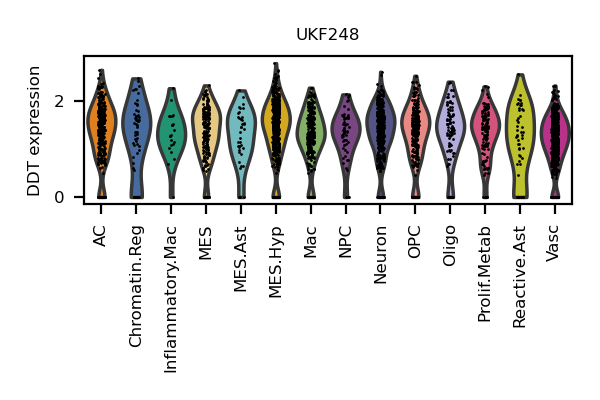 UKF248
DDT expression
2
0
AC
Chromatin.Reg
Inflammatory.Mac
MES
MES.Ast
MES.Hyp
Mac
NPC
Neuron
OPC
Oligo
Prolif.Metab
Reactive.Ast
Vasc